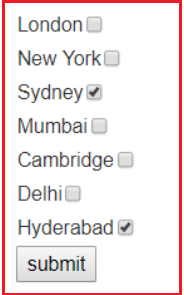 London
New York
Sydney
Mumbai
Cambridge
Delhi
Hyderabad
submit